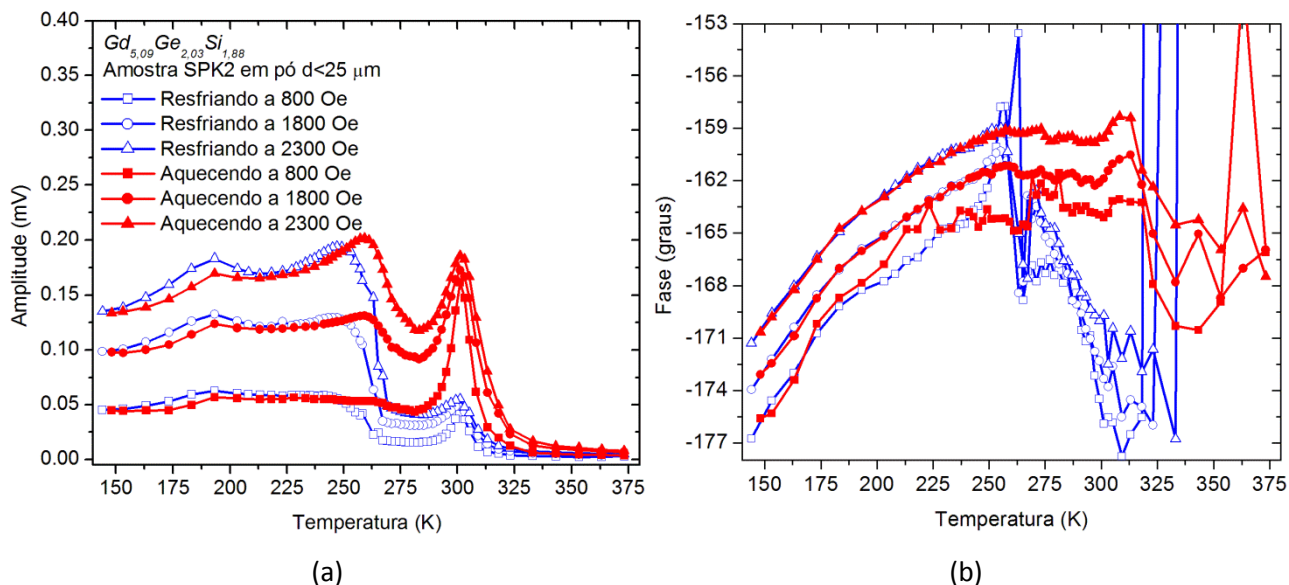 0.40
0.35
0.30
0.25
0.20
0.15
0.10
0.05
0.00
Amplitude (mV)
Gd5,09Ge2,03Si1,88
Amostra SPK2 em pó d<25 μm
Resfriando a 800 Oe
Resfriando a 1800 Oe
Resfriando a 2300 Oe
Aquecendo a 800 Oe
Aquecendo a 1800 Oe
Aquecendo a 2300 Oe
150 175 200 225 250 275 300 325 350 375
Temperatura (K)
(a)
-153
-156
-159
-162
-165
-168
-171
-174
-177
Fase (graus)
150 175 200 225 250 275 300 325 350 375
Temperatura (K)
(b)